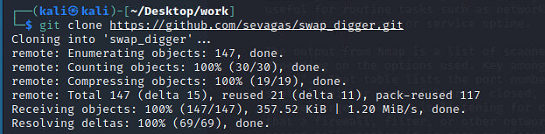 (kali㉿kali)-[~/Desktop/work]
$ git clone https://github.com/sevagas/swap_digger.git
Cloning into 'swap_digger'...
remote: Enumerating objects: 147, done.
remote: Counting objects: 100% (30/30), done.
remote: Compressing objects: 100% (19/19), done.
remote: Total 147 (delta 15), reused 21 (delta 11), pack-reused 117
Receiving objects: 100% (147/147), 357.52 KiB | 1.20 MiB/s, done.
Resolving deltas: 100% (69/69), done.